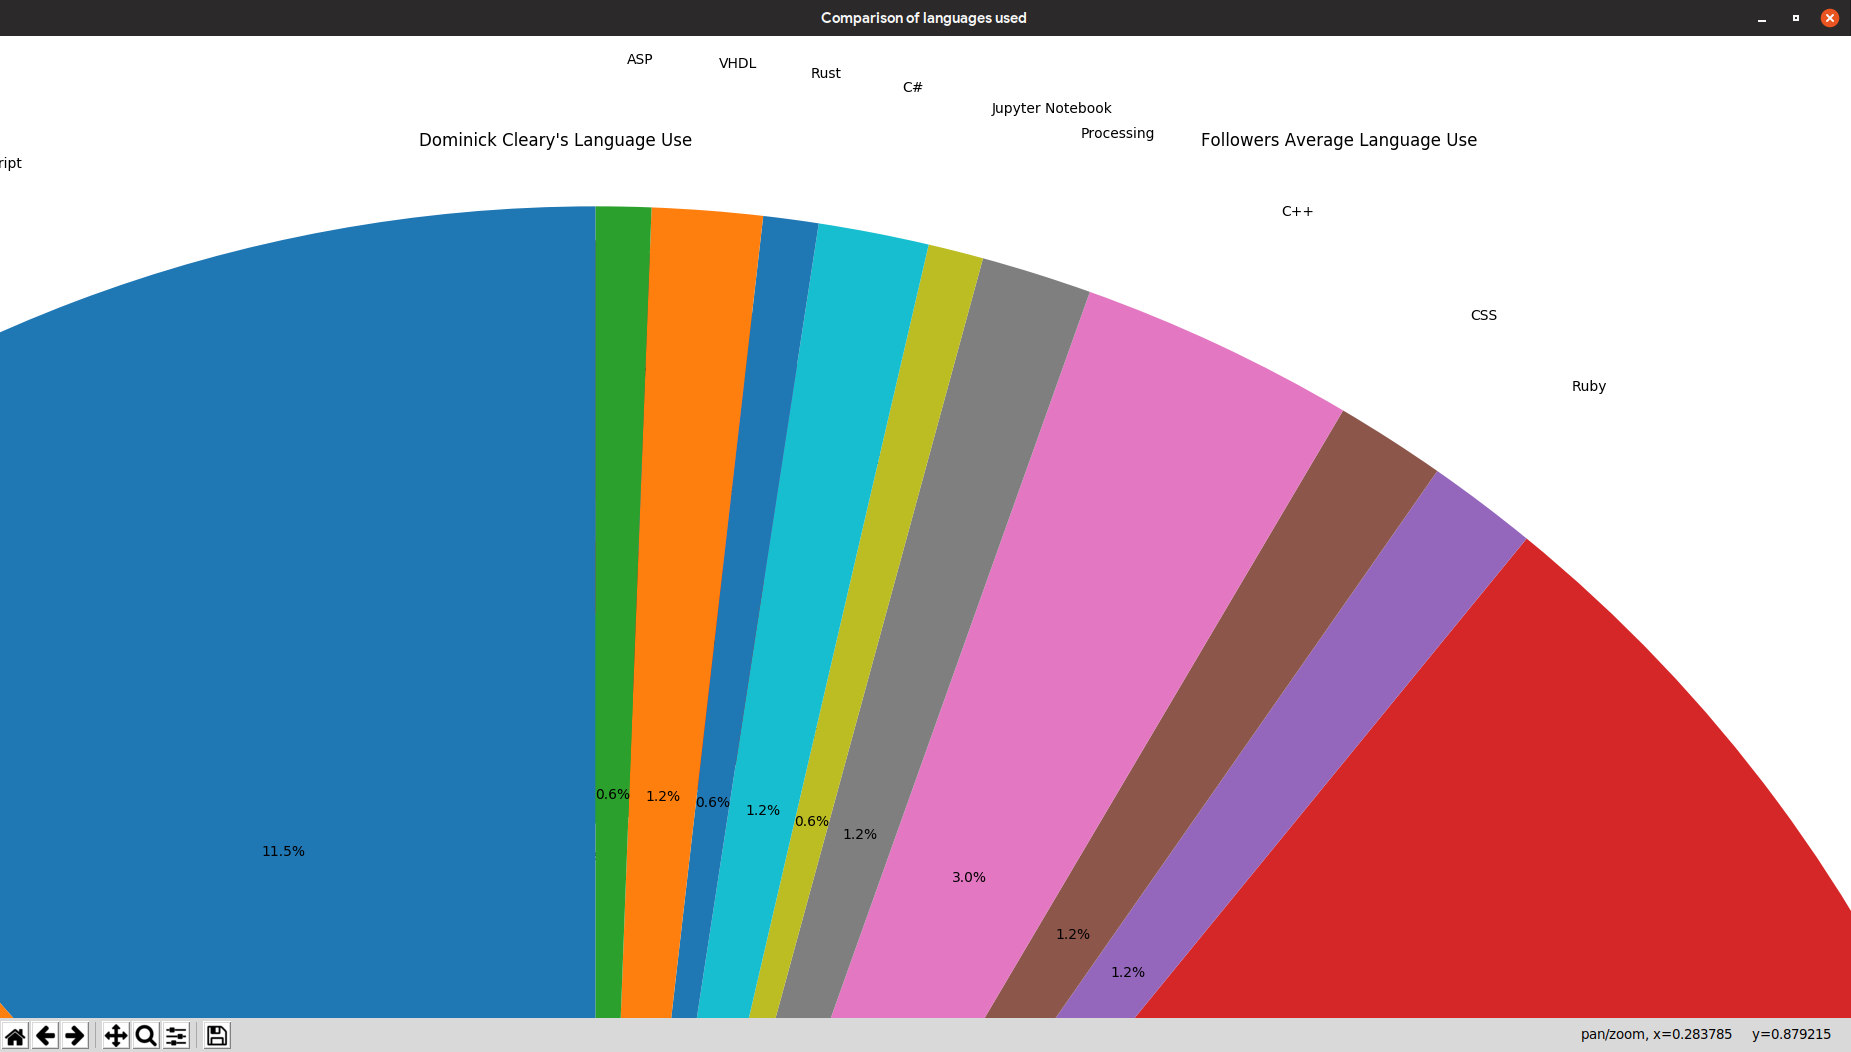 Comparison of languages used
ASP
VHDL
Rust
C#
Jupyter Notebook
Processing
Dominick Cleary's Language Use
Followers Average Language Use
ript
C++
CSS
Ruby
0.6%
1.2%
0.6%
1.2%
0.6%
1.2%
11.5%
3.0%
1.2%
1.2%
pan/zoom, x=0.283785 y=0.879215